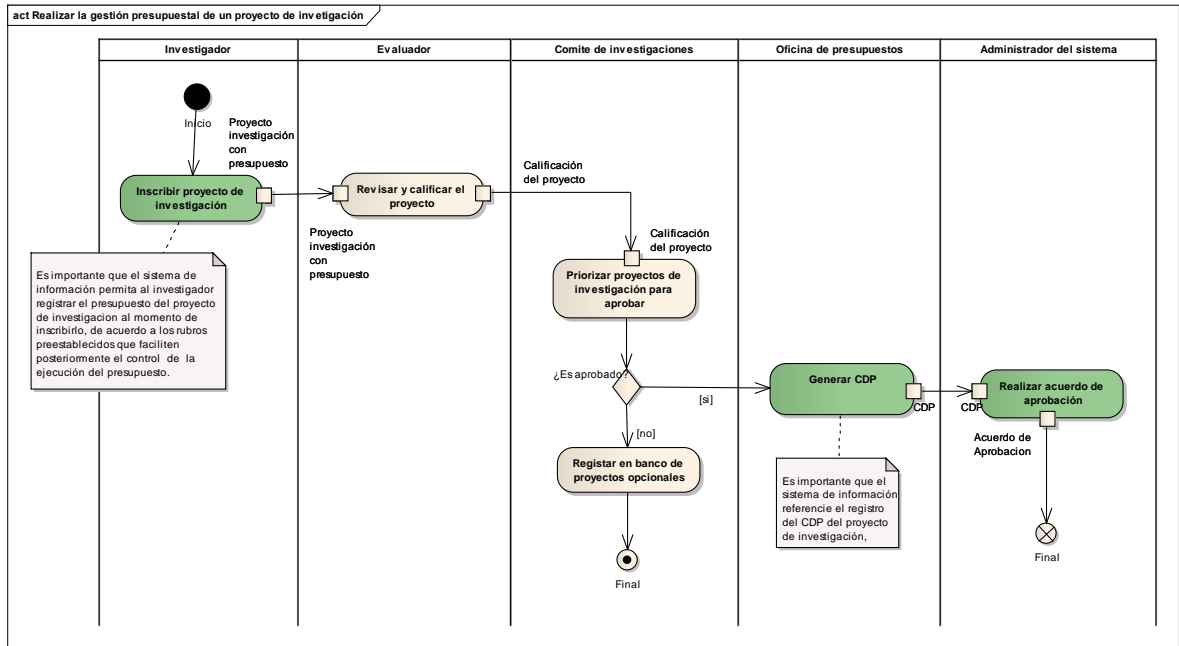 act Realizar la gestión presupuestal de un proyecto de invetigación
Investigador
Evaluador
Comite de investigaciones
Oficina de presupuestos
Administrador del sistema
Inicio
Proyecto
investigación
con
presupuesto
Inscribir proyecto de
investigación
Es importante que el sistema de
información permita al investigador
registrar el presupuesto del proyecto
de investigacion al momento de
inscribirlo, de acuerdo a los rubros
preestablecidos que faciliten
posteriormente el control de la
ejecución del presupuesto.
Revisar y calificar el
proyecto
Proyecto
investigación
con
presupuesto
Calificación
del proyecto
Calificación
del proyecto
Priorizar proyectos de
investigación para
aprobar
¿Es aprobado?
[si]
[no]
Registar en banco de
proyectos opcionales
Final
Generar CDP
CDP
Es importante que el
sistema de información
referencie el registro
del CDP del proyecto
de investigación,
CDP
Realizar acuerdo de
aprobación
Acuerdo de
Aprobacion
Final